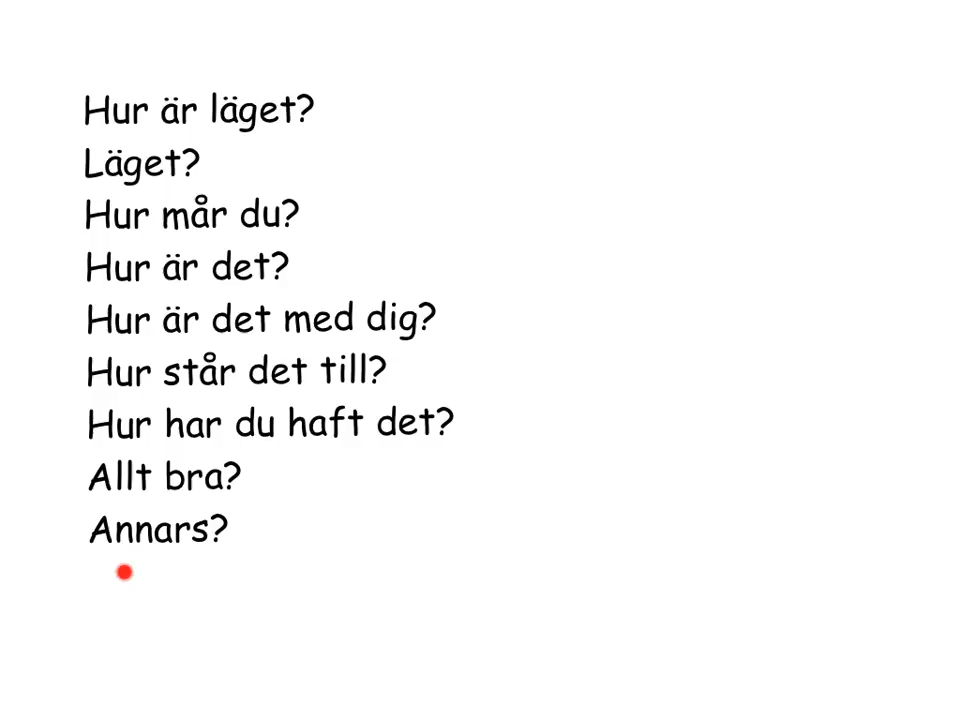 Hur är läget?
Läget?
Hur mår du?
Hur är det?
Hur är det med dig?
Hur står det till?
Hur har du haft det?
Allt bra?
Annars?